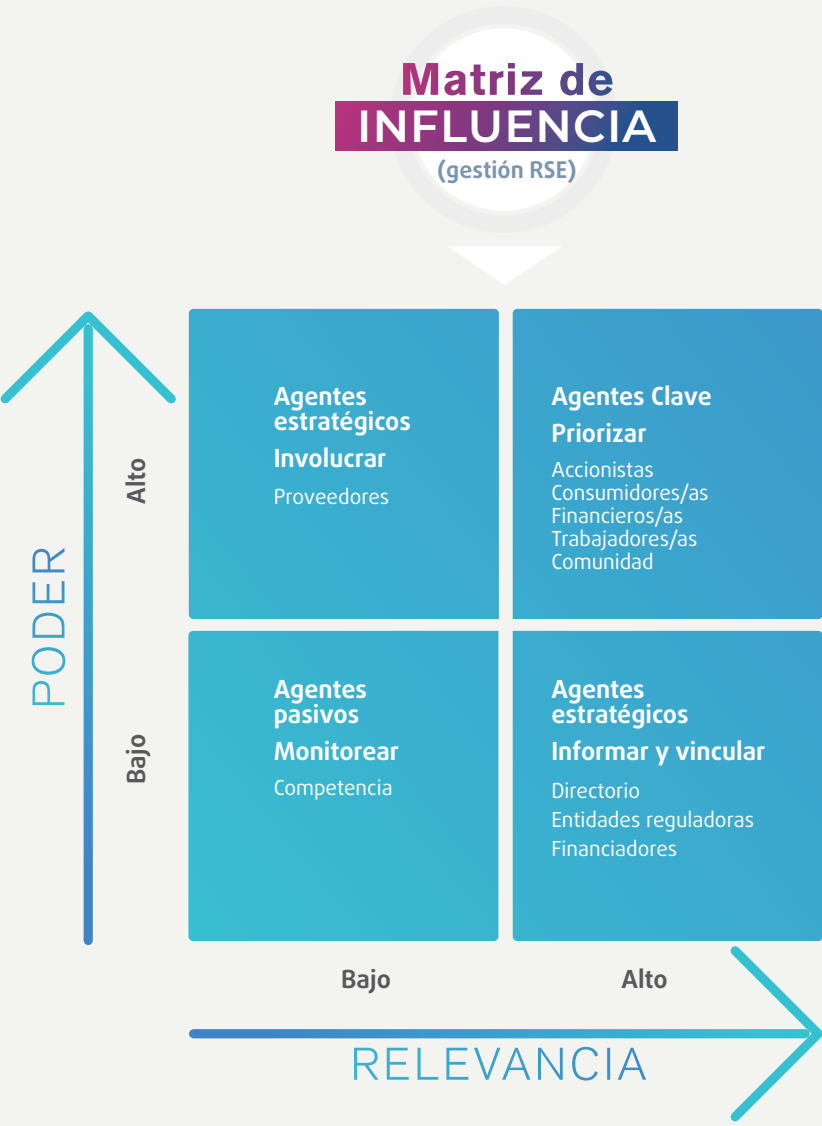 Matriz de
INFLUENCIA
(gestión RSE)
PODER
Alto
Agentes
estratégicos
Involucrar
Proveedores
Agentes Clave
Priorizar
Accionistas
Consumidores/as
Financieros/as
Trabajadores/as
Comunidad
Bajo
Agentes
pasivos
Monitorear
Competencia
Agentes
estratégicos
Informar y vincular
Directorio
Entidades reguladoras
Financiadores
Bajo
Alto
RELEVANCIA